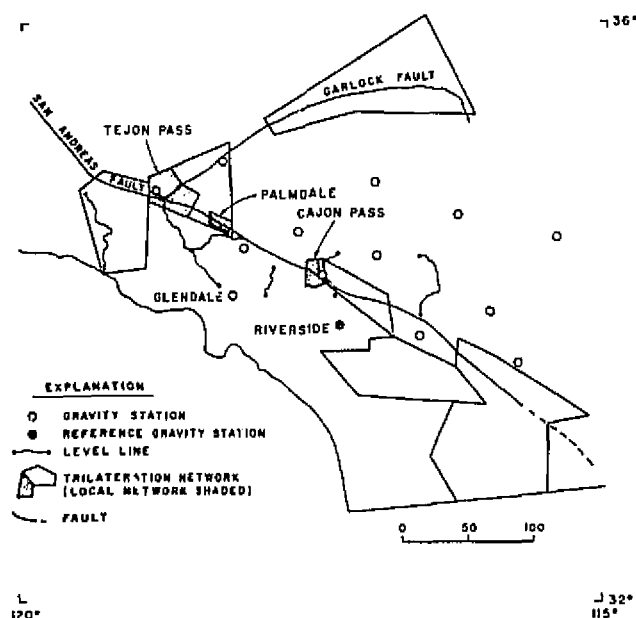 36°
SAN ANDREAS
FAULT
GARLOCK FAULT
TEJON PASS
PALMDALE
CAJON PASS
GLENDALE
RIVERSIDE
EXPLANATION
GRAVITY STATION
REFERENCE GRAVITY STATION
LEVEL LINE
TRILATERATION NETWORK
(LOCAL NETWORK SHADED)
FAULT
0 50 100
32°
120° 115°